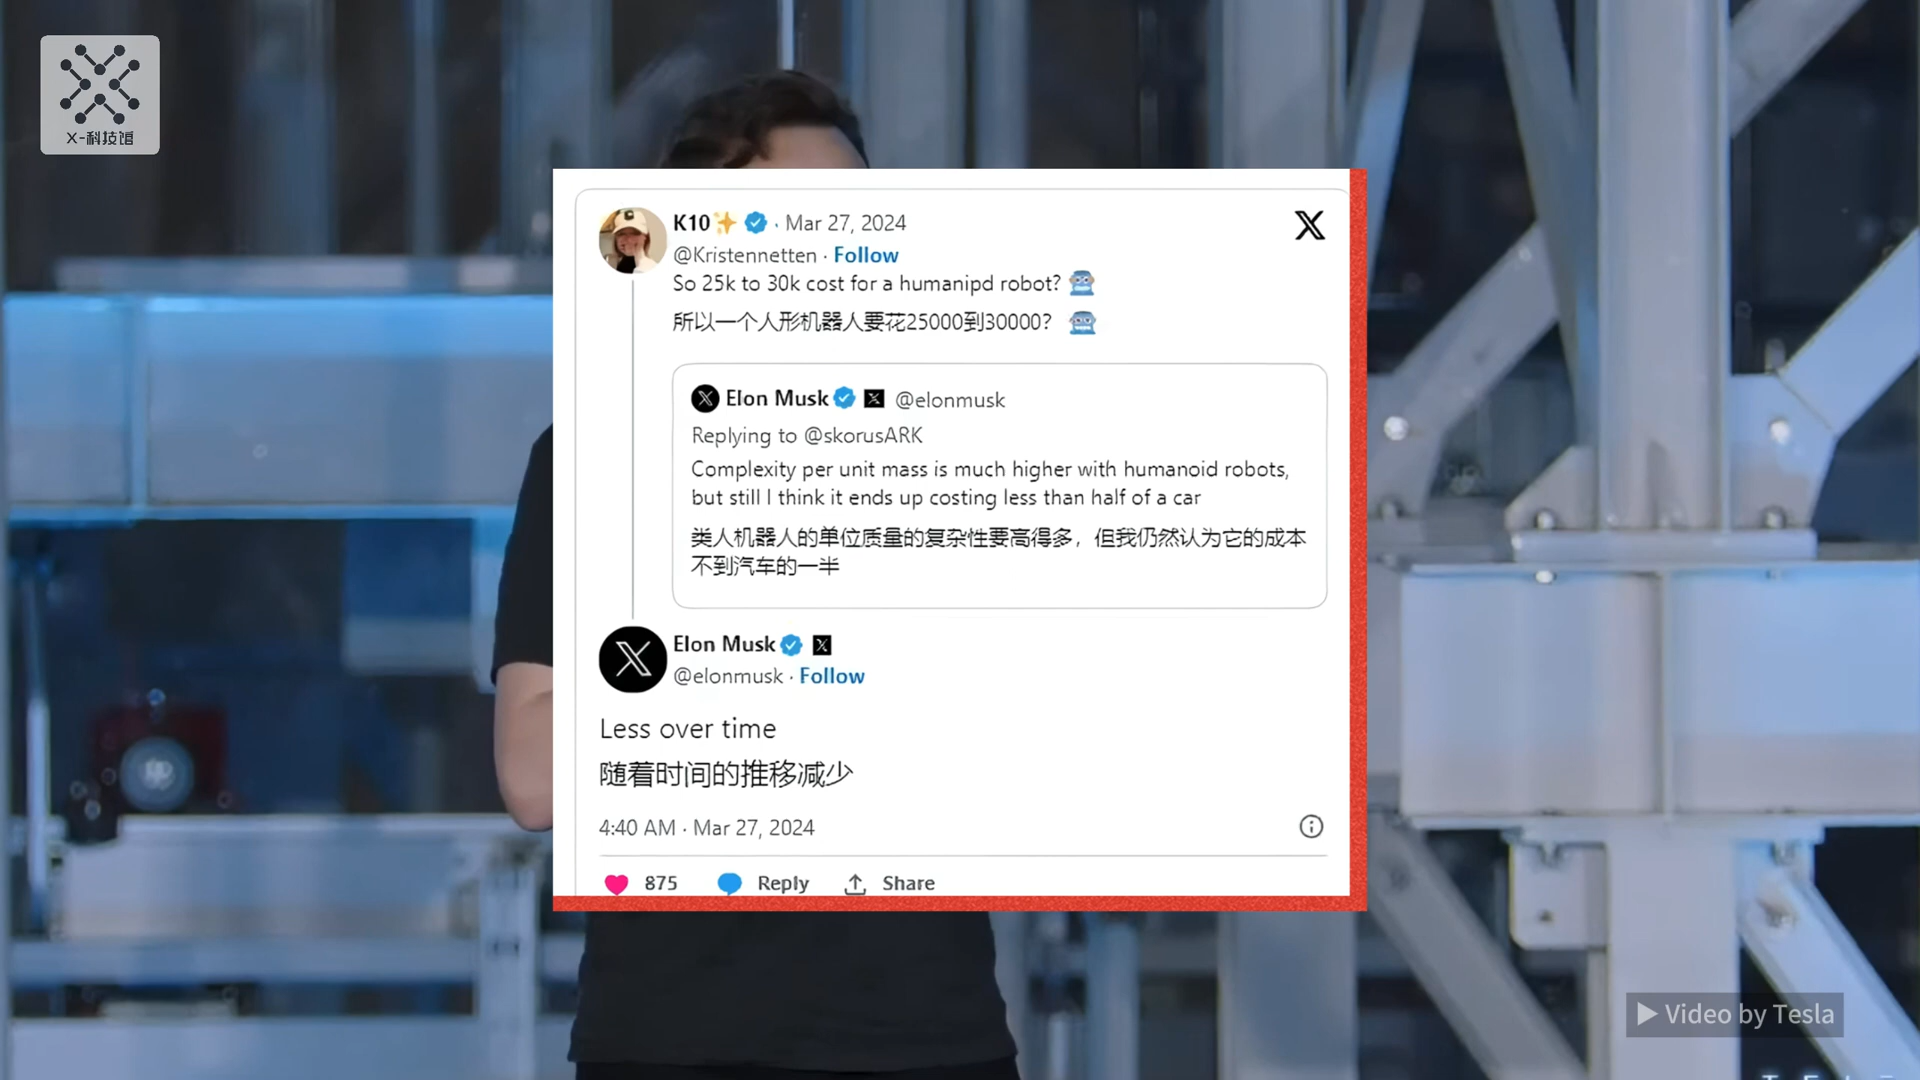 X-科技馆
K10 · Mar 27, 2024
@Kristennetten · Follow
So 25k to 30k cost for a humanipd robot?
所以一个人形机器人要花25000到30000?
Elon Musk @elonmusk
Replying to @skorusARK
Complexity per unit mass is much higher with humanoid robots,
but still I think it ends up costing less than half of a car
类人机器人的单位质量的复杂性要高得多，但我仍然认为它的成本
不到汽车的一半
Elon Musk
@elonmusk · Follow
Less over time
随着时间的推移减少
4:40 AM · Mar 27, 2024
875 Reply Share
Video by Tesla